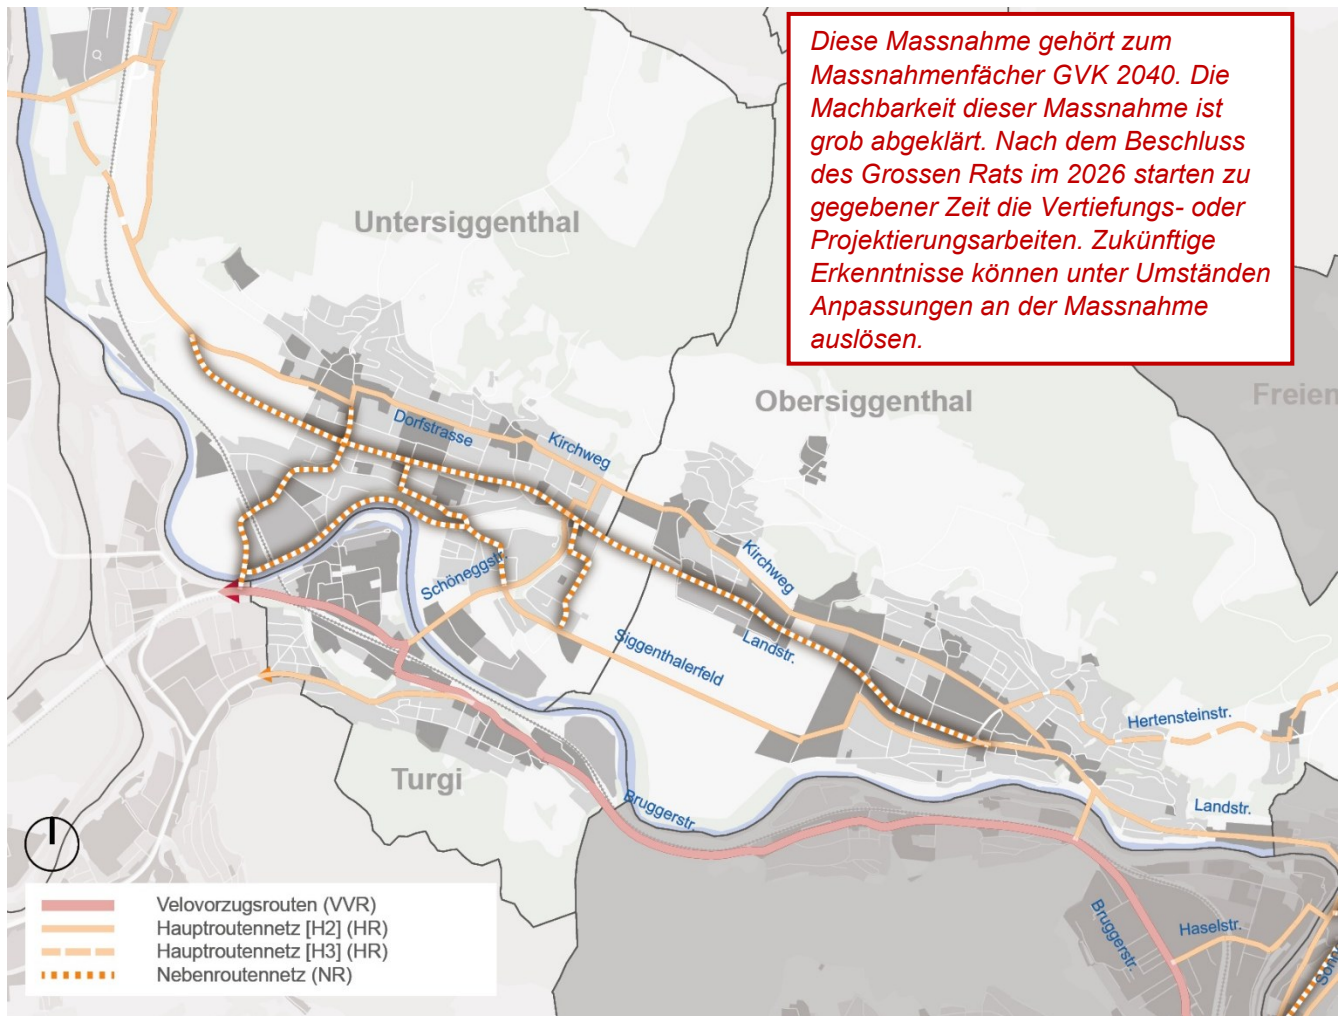 Diese Massnahme gehört zum
Massnahmenfächer GVK 2040. Die
Machbarkeit dieser Massnahme ist
grob abgeklärt. Nach dem Beschluss
des Grossen Rats im 2026 starten zu
gegebener Zeit die Vertiefungs- oder
Projektierungsarbeiten. Zukünftige
Erkenntnisse können unter Umständen
Anpassungen an der Massnahme
auslösen.
Untersiggenthal
Obersiggenthal
Freien
Dorfstrasse
Kirchweg
Kirchweg
Schöneggstr.
Landstr.
Siggenthalerfeld
Hertensteinstr.
Turgi
Bruggerstr.
Landstr.
Bruggerstr.
Haselstr.
Velovorzugsrouten (VVR)
Hauptroutennetz [H2] (HR)
Hauptroutennetz [H3] (HR)
Nebenroutennetz (NR)